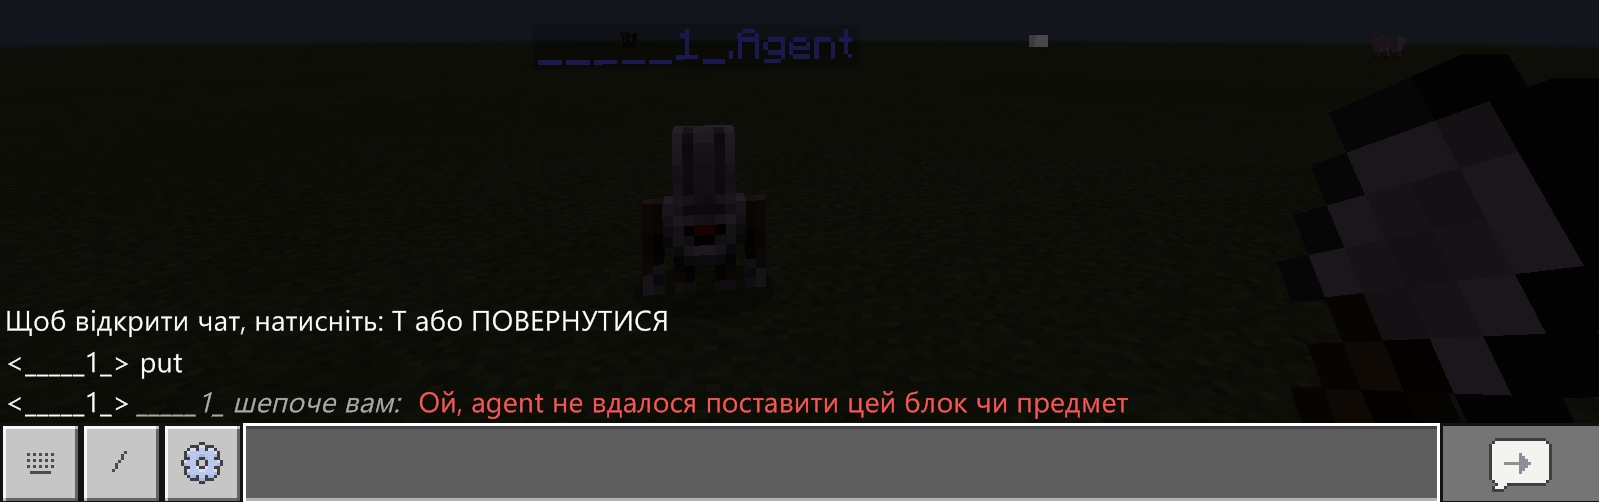 _____1_.Agent
Щоб відкрити чат, натисніть: T або ПОВЕРНУТИСЯ
<_____1_> put
<_____1_> _____1_ шепоче вам: Ой, agent не вдалося поставити цей блок чи предмет
/